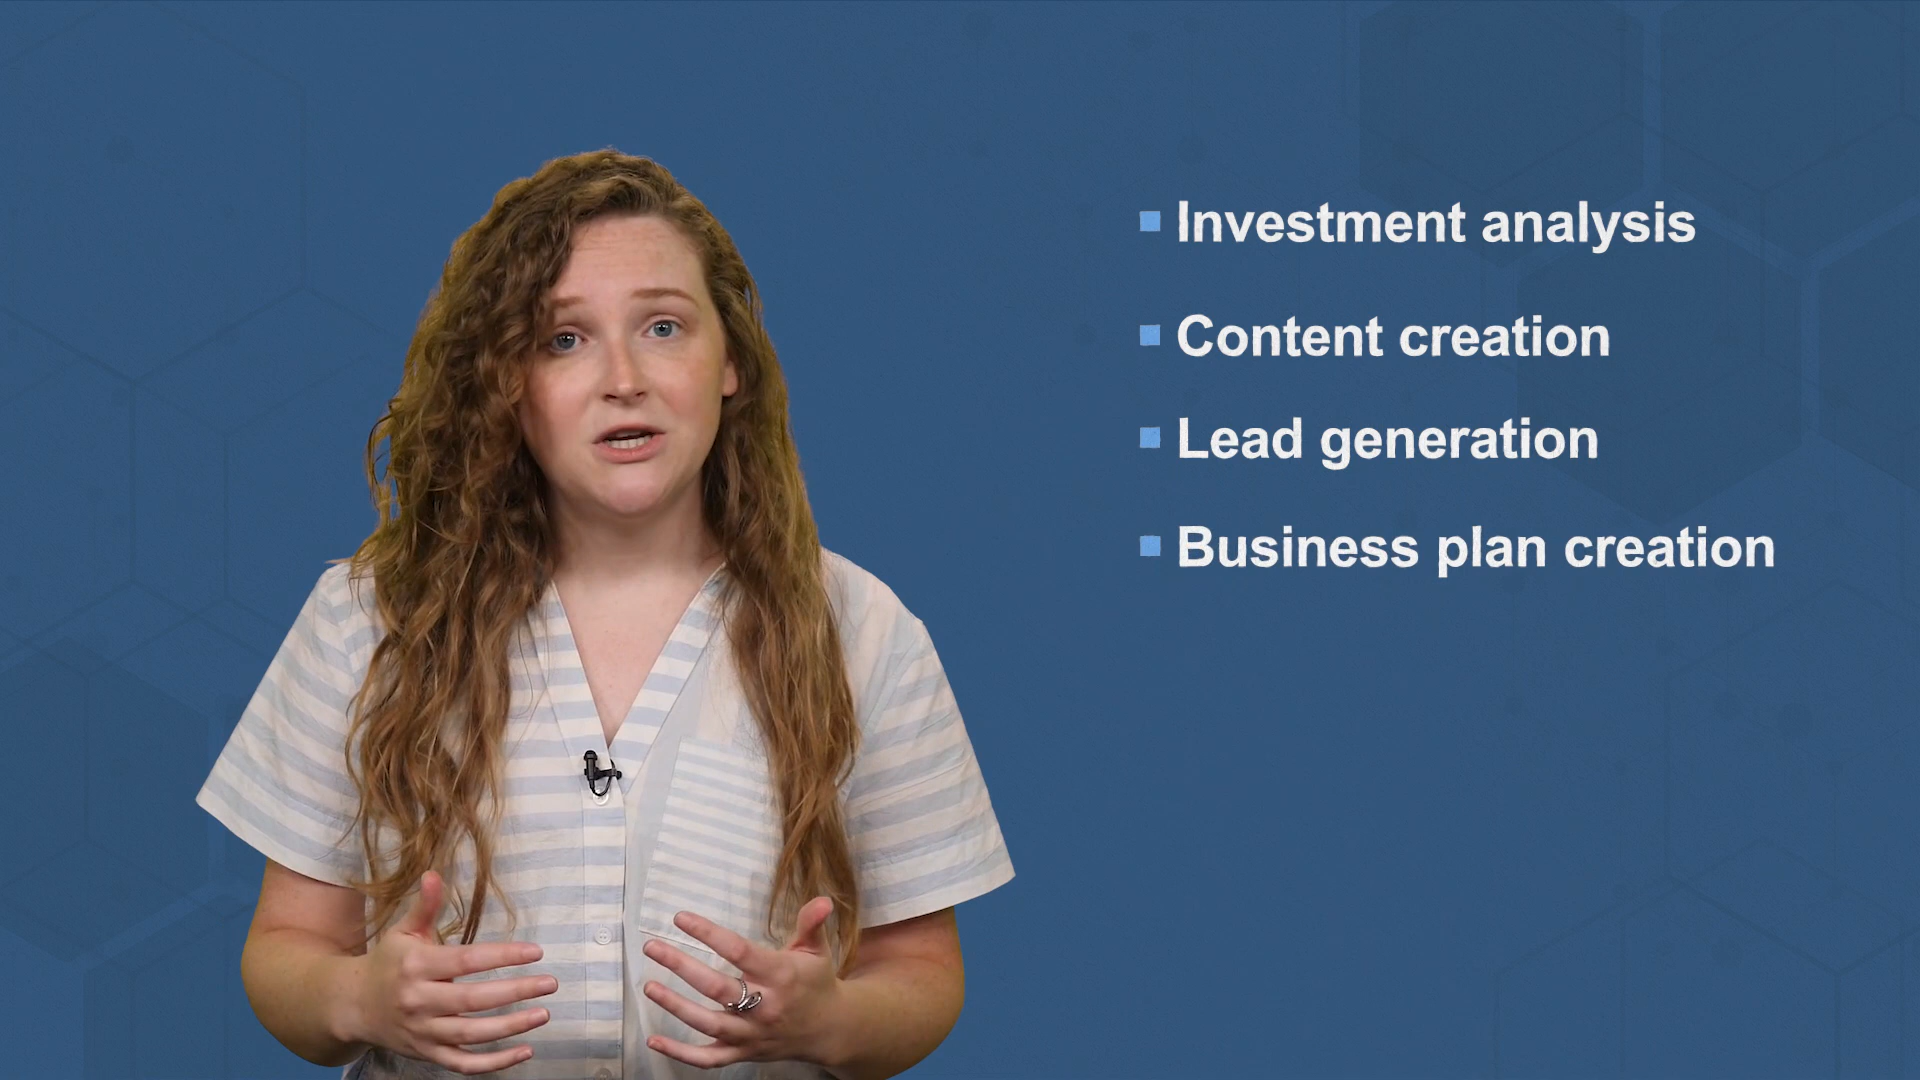 Investment analysis
Content creation
Lead generation
Business plan creation